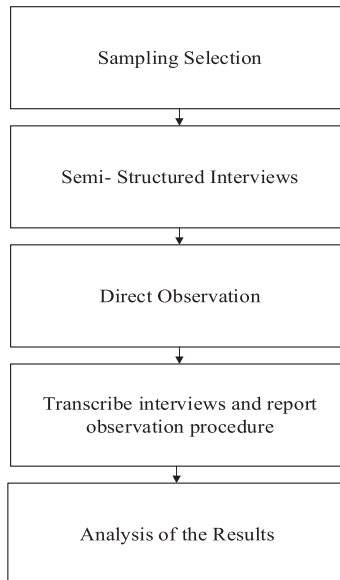 Sampling Selection
Semi- Structured Interviews
Direct Observation
Transcribe interviews and report
observation procedure
Analysis of the Results